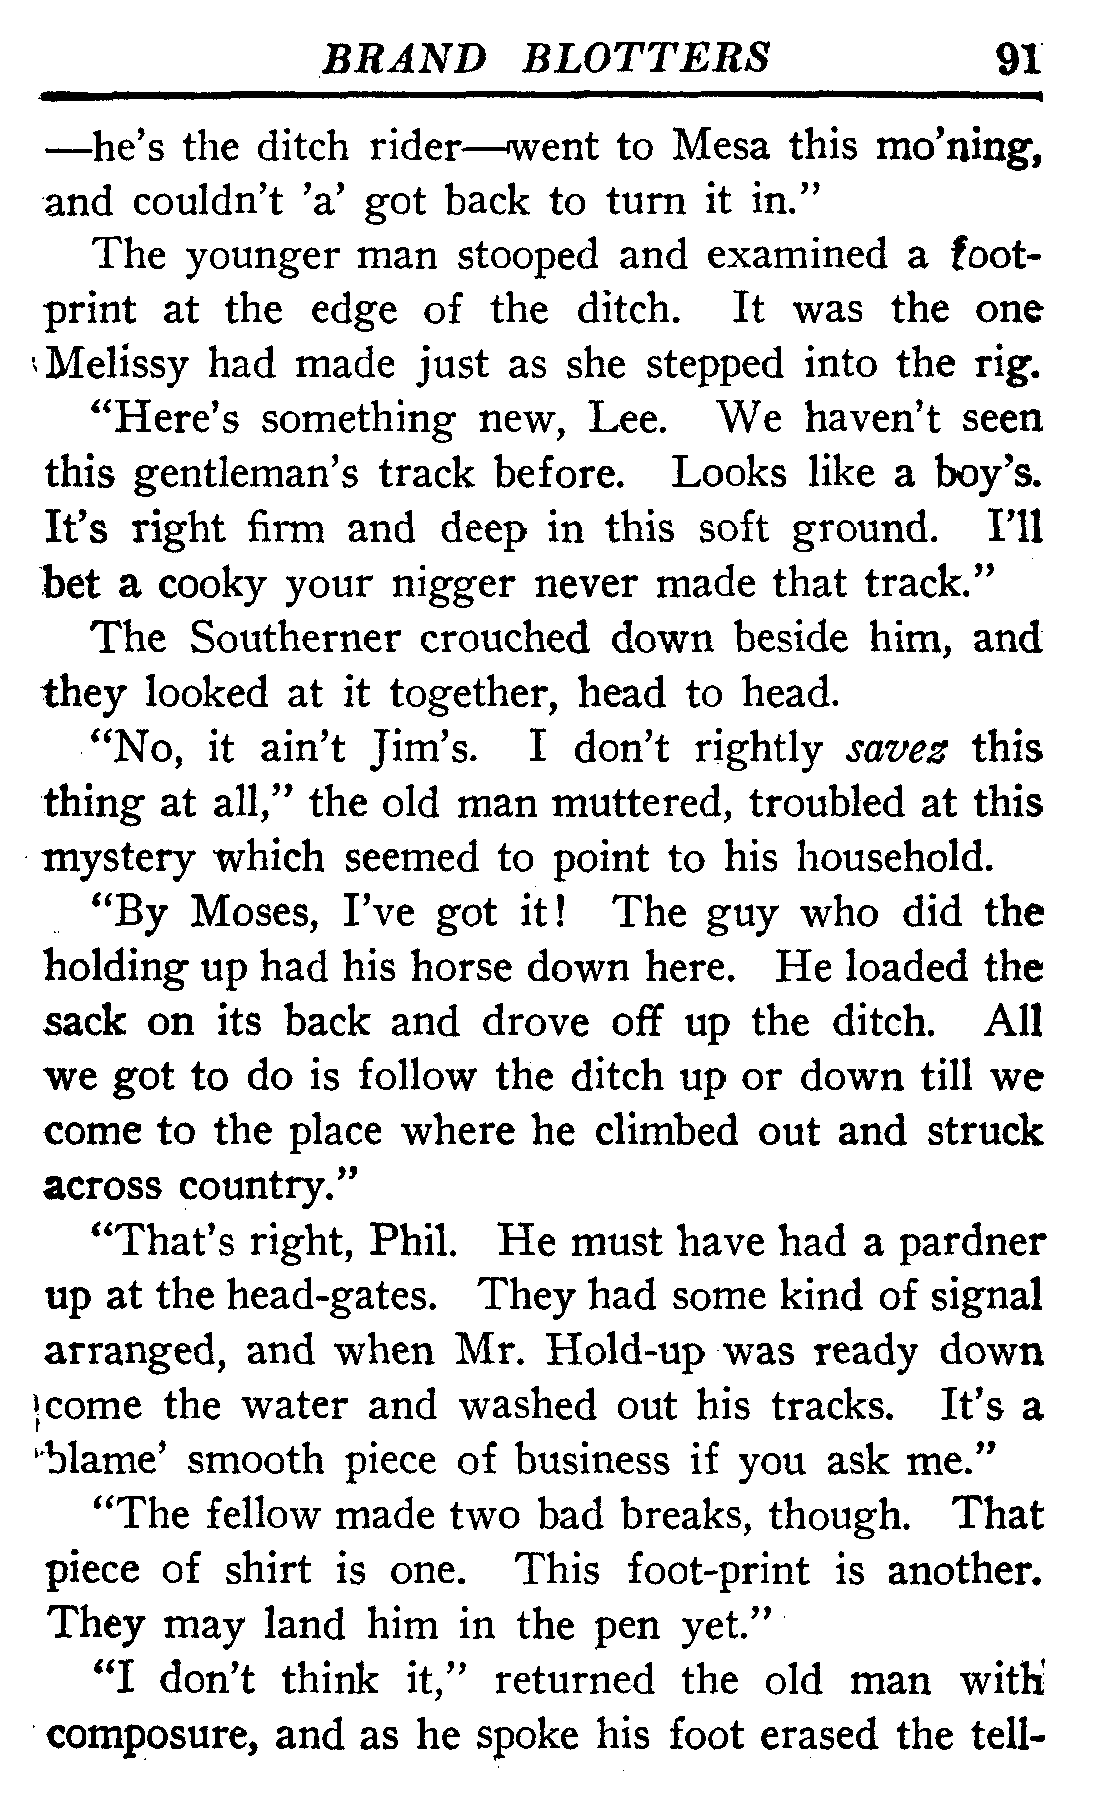 BRAND BLOTTERS 91
—he's the ditch rider—went to Mesa this mo'ning,
and couldn't 'a' got back to turn it in."
The younger man stooped and examined a foot-
print at the edge of the ditch. It was the one
Melissy had made just as she stepped into the rig.
"Here's something new, Lee. We haven't seen
this gentleman's track before. Looks like a boy's.
It's right firm and deep in this soft ground. I'll
bet a cooky your nigger never made that track."
The Southerner crouched down beside him, and
they looked at it together, head to head.
"No, it ain't Jim's. I don't rightly savez this
thing at all," the old man muttered, troubled at this
mystery which seemed to point to his household.
"By Moses, I've got it! The guy who did the
holding up had his horse down here. He loaded the
sack on its back and drove off up the ditch. All
we got to do is follow the ditch up or down till we
come to the place where he climbed out and struck
across country."
"That's right, Phil. He must have had a pardner
up at the head-gates. They had some kind of signal
arranged, and when Mr. Hold-up was ready down
come the water and washed out his tracks. It's a
blame' smooth piece of business if you ask me."
"The fellow made two bad breaks, though. That
piece of shirt is one. This foot-print is another.
They may land him in the pen yet."
"I don't think it," returned the old man with
composure, and as he spoke his foot erased the tell-